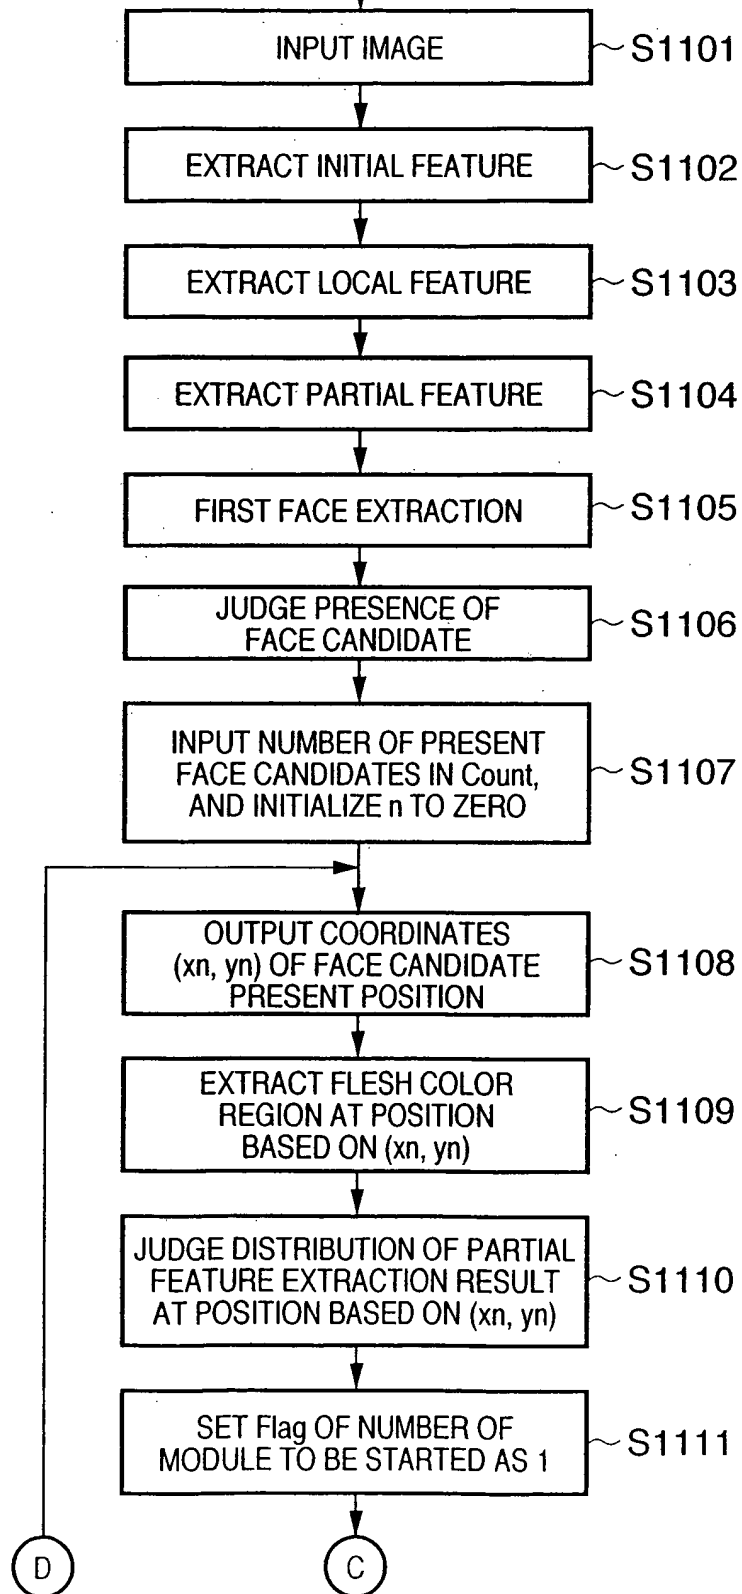 INPUT IMAGE
S1101
EXTRACT INITIAL FEATURE
S1102
EXTRACT LOCAL FEATURE
S1103
EXTRACT PARTIAL FEATURE
S1104
FIRST FACE EXTRACTION
S1105
JUDGE PRESENCE OF
FACE CANDIDATE
S1106
INPUT NUMBER OF PRESENT
FACE CANDIDATES IN Count,
AND INITIALIZE n TO ZERO
S1107
OUTPUT COORDINATES
(xn, yn) OF FACE CANDIDATE
PRESENT POSITION
S1108
EXTRACT FLESH COLOR
REGION AT POSITION
BASED ON (xn, yn)
S1109
JUDGE DISTRIBUTION OF PARTIAL
FEATURE EXTRACTION RESULT
AT POSITION BASED ON (xn, yn)
S1110
SET Flag OF NUMBER OF
MODULE TO BE STARTED AS 1
S1111
D
C